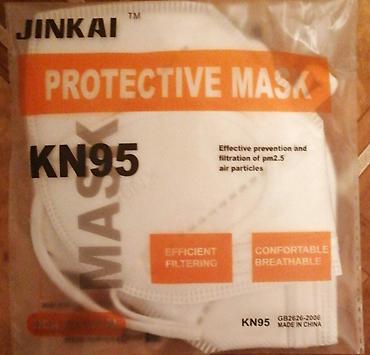 JINKAI ™
PROTECTIVE MASK
KN95
MASK
Effective prevention and
filtration of pm2.5
air particles
EFFICIENT
FILTERING
CONFORTABLE
BREATHABLE
KN95
GB2626-2006
MADE IN CHINA